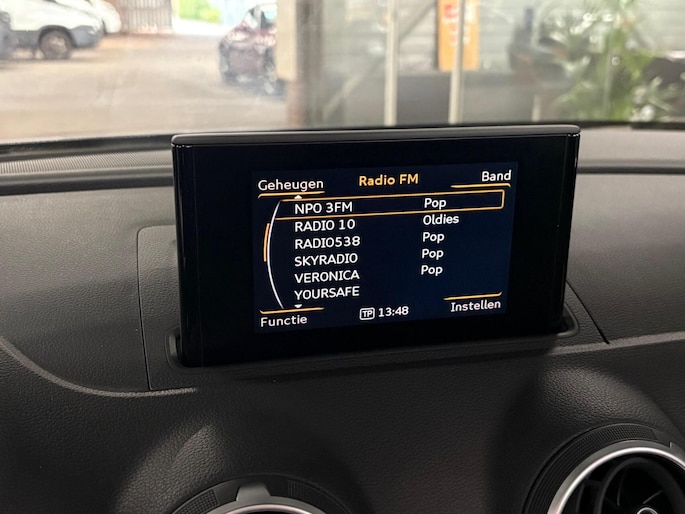 Geheugen Radio FM Band
NPO 3FM Pop
RADIO 10 Oldies
RADIO538 Pop
SKYRADIO Pop
VERONICA Pop
YOURSAFE
Functie TP 13:48 Instellen